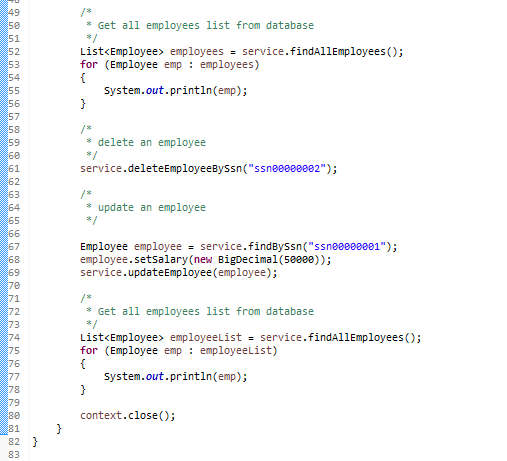 49 /*
50 * Get all employees list from database
51 */
52 List<Employee> employees = service.findAllEmployees();
53 for (Employee emp : employees)
54 {
55 System.out.println(emp);
56 }
57
58 /*
59 * delete an employee
60 */
61 service.deleteEmployeeBySsn("ssn00000002");
62
63 /*
64 * update an employee
65 */
66
67 Employee employee = service.findBySsn("ssn00000001");
68 employee.setSalary(new BigDecimal(50000));
69 service.updateEmployee(employee);
70
71 /*
72 * Get all employees list from database
73 */
74 List<Employee> employeeList = service.findAllEmployees();
75 for (Employee emp : employeeList)
76 {
77 System.out.println(emp);
78 }
79
80 context.close();
81 }
82 }
83